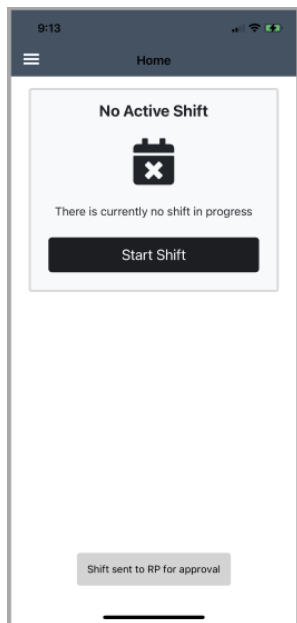 9:13
Home
No Active Shift
There is currently no shift in progress
Start Shift
Shift sent to RP for approval